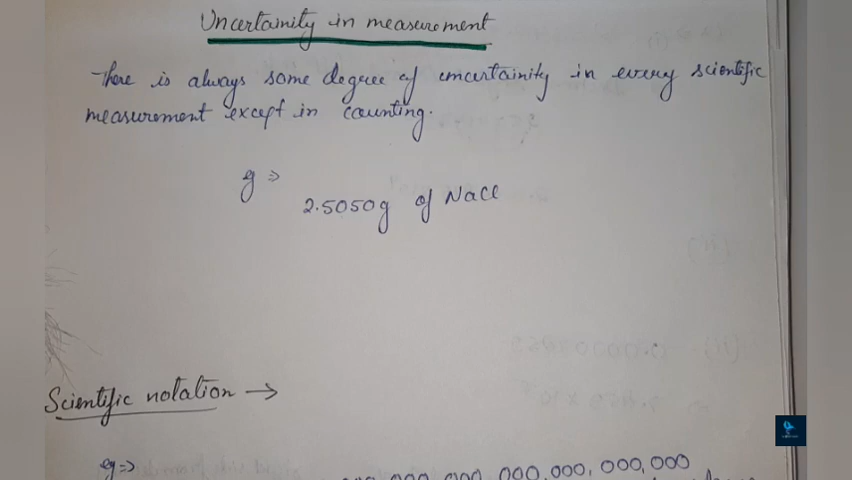 Uncertainity in measurement
There is always some degree of uncertainity in every scientific
measurement except in counting.
eg ⇒
2.5050g of NaCl
Scientific notation →
eg ⇒
000, 000, 000, 000, 000